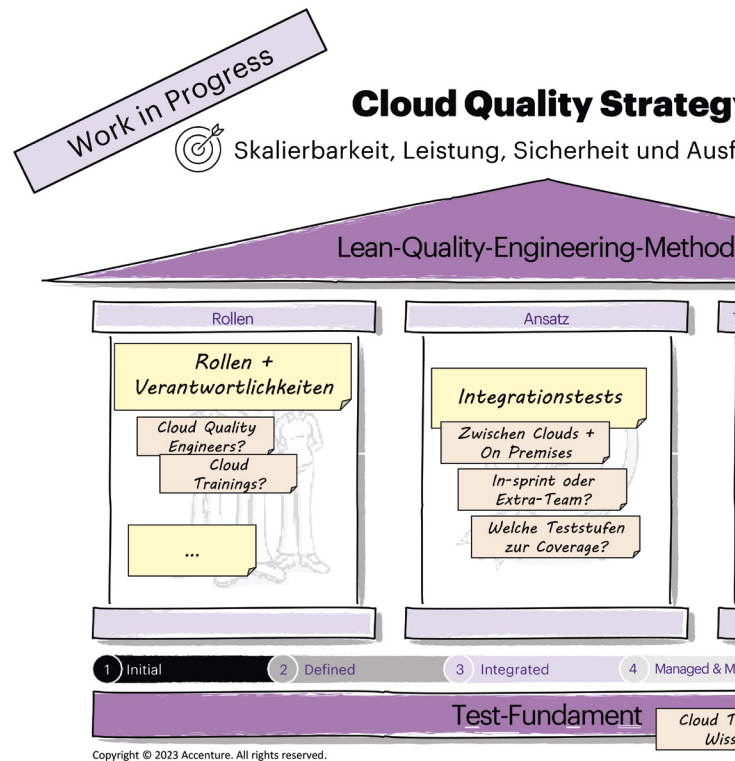 Work in Progress
Cloud Quality Strategy
Skalierbarkeit, Leistung, Sicherheit und Ausf
Lean-Quality-Engineering-Method
Rollen
Rollen +
Verantwortlichkeiten
Cloud Quality
Engineers?
Cloud
Trainings?
...
Ansatz
Integrationstests
Zwischen Clouds +
On Premises
In-sprint oder
Extra-Team?
Welche Teststufen
zur Coverage?
1 Initial
2 Defined
3 Integrated
4 Managed & M
Test-Fundament
Cloud T
Wiss
Copyright © 2023 Accenture. All rights reserved.